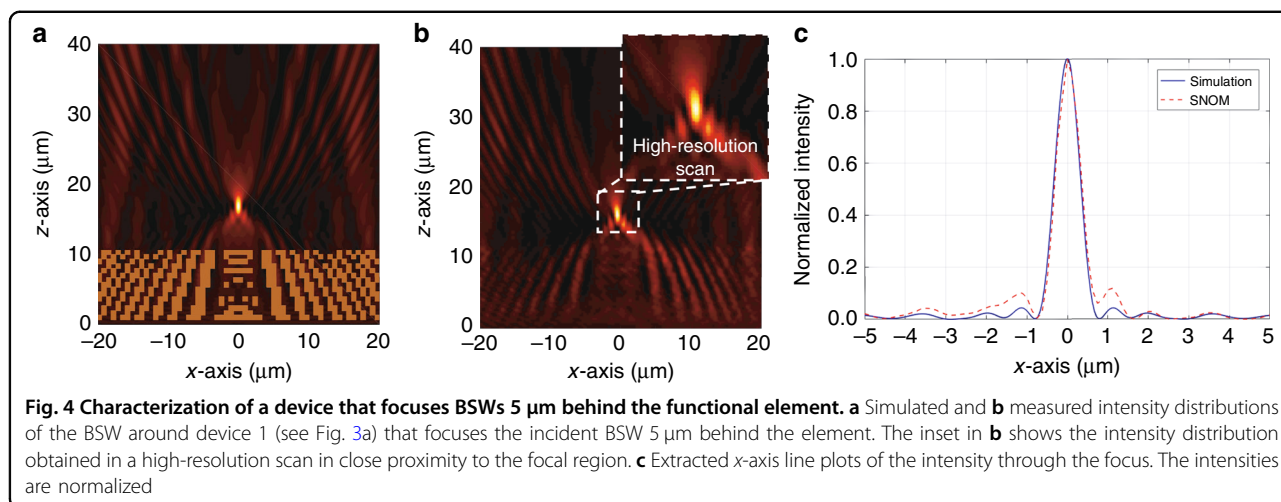 a
40
30
20
10
0
z-axis (µm)
–20 –10 0 10 20
x-axis (µm)
b
40
30
20
10
0
z-axis (µm)
High-resolution
scan
–20 –10 0 10 20
x-axis (µm)
c
1.0
0.8
0.6
0.4
0.2
0.0
Normalized intensity
Simulation
SNOM
–5 –4 –3 –2 –1 0 1 2 3 4 5
x-axis (µm)
Fig. 4 Characterization of a device that focuses BSWs 5 µm behind the functional element. a Simulated and b measured intensity distributions
of the BSW around device 1 (see Fig. 3a) that focuses the incident BSW 5 µm behind the element. The inset in b shows the intensity distribution
obtained in a high-resolution scan in close proximity to the focal region. c Extracted x-axis line plots of the intensity through the focus. The intensities
are normalized